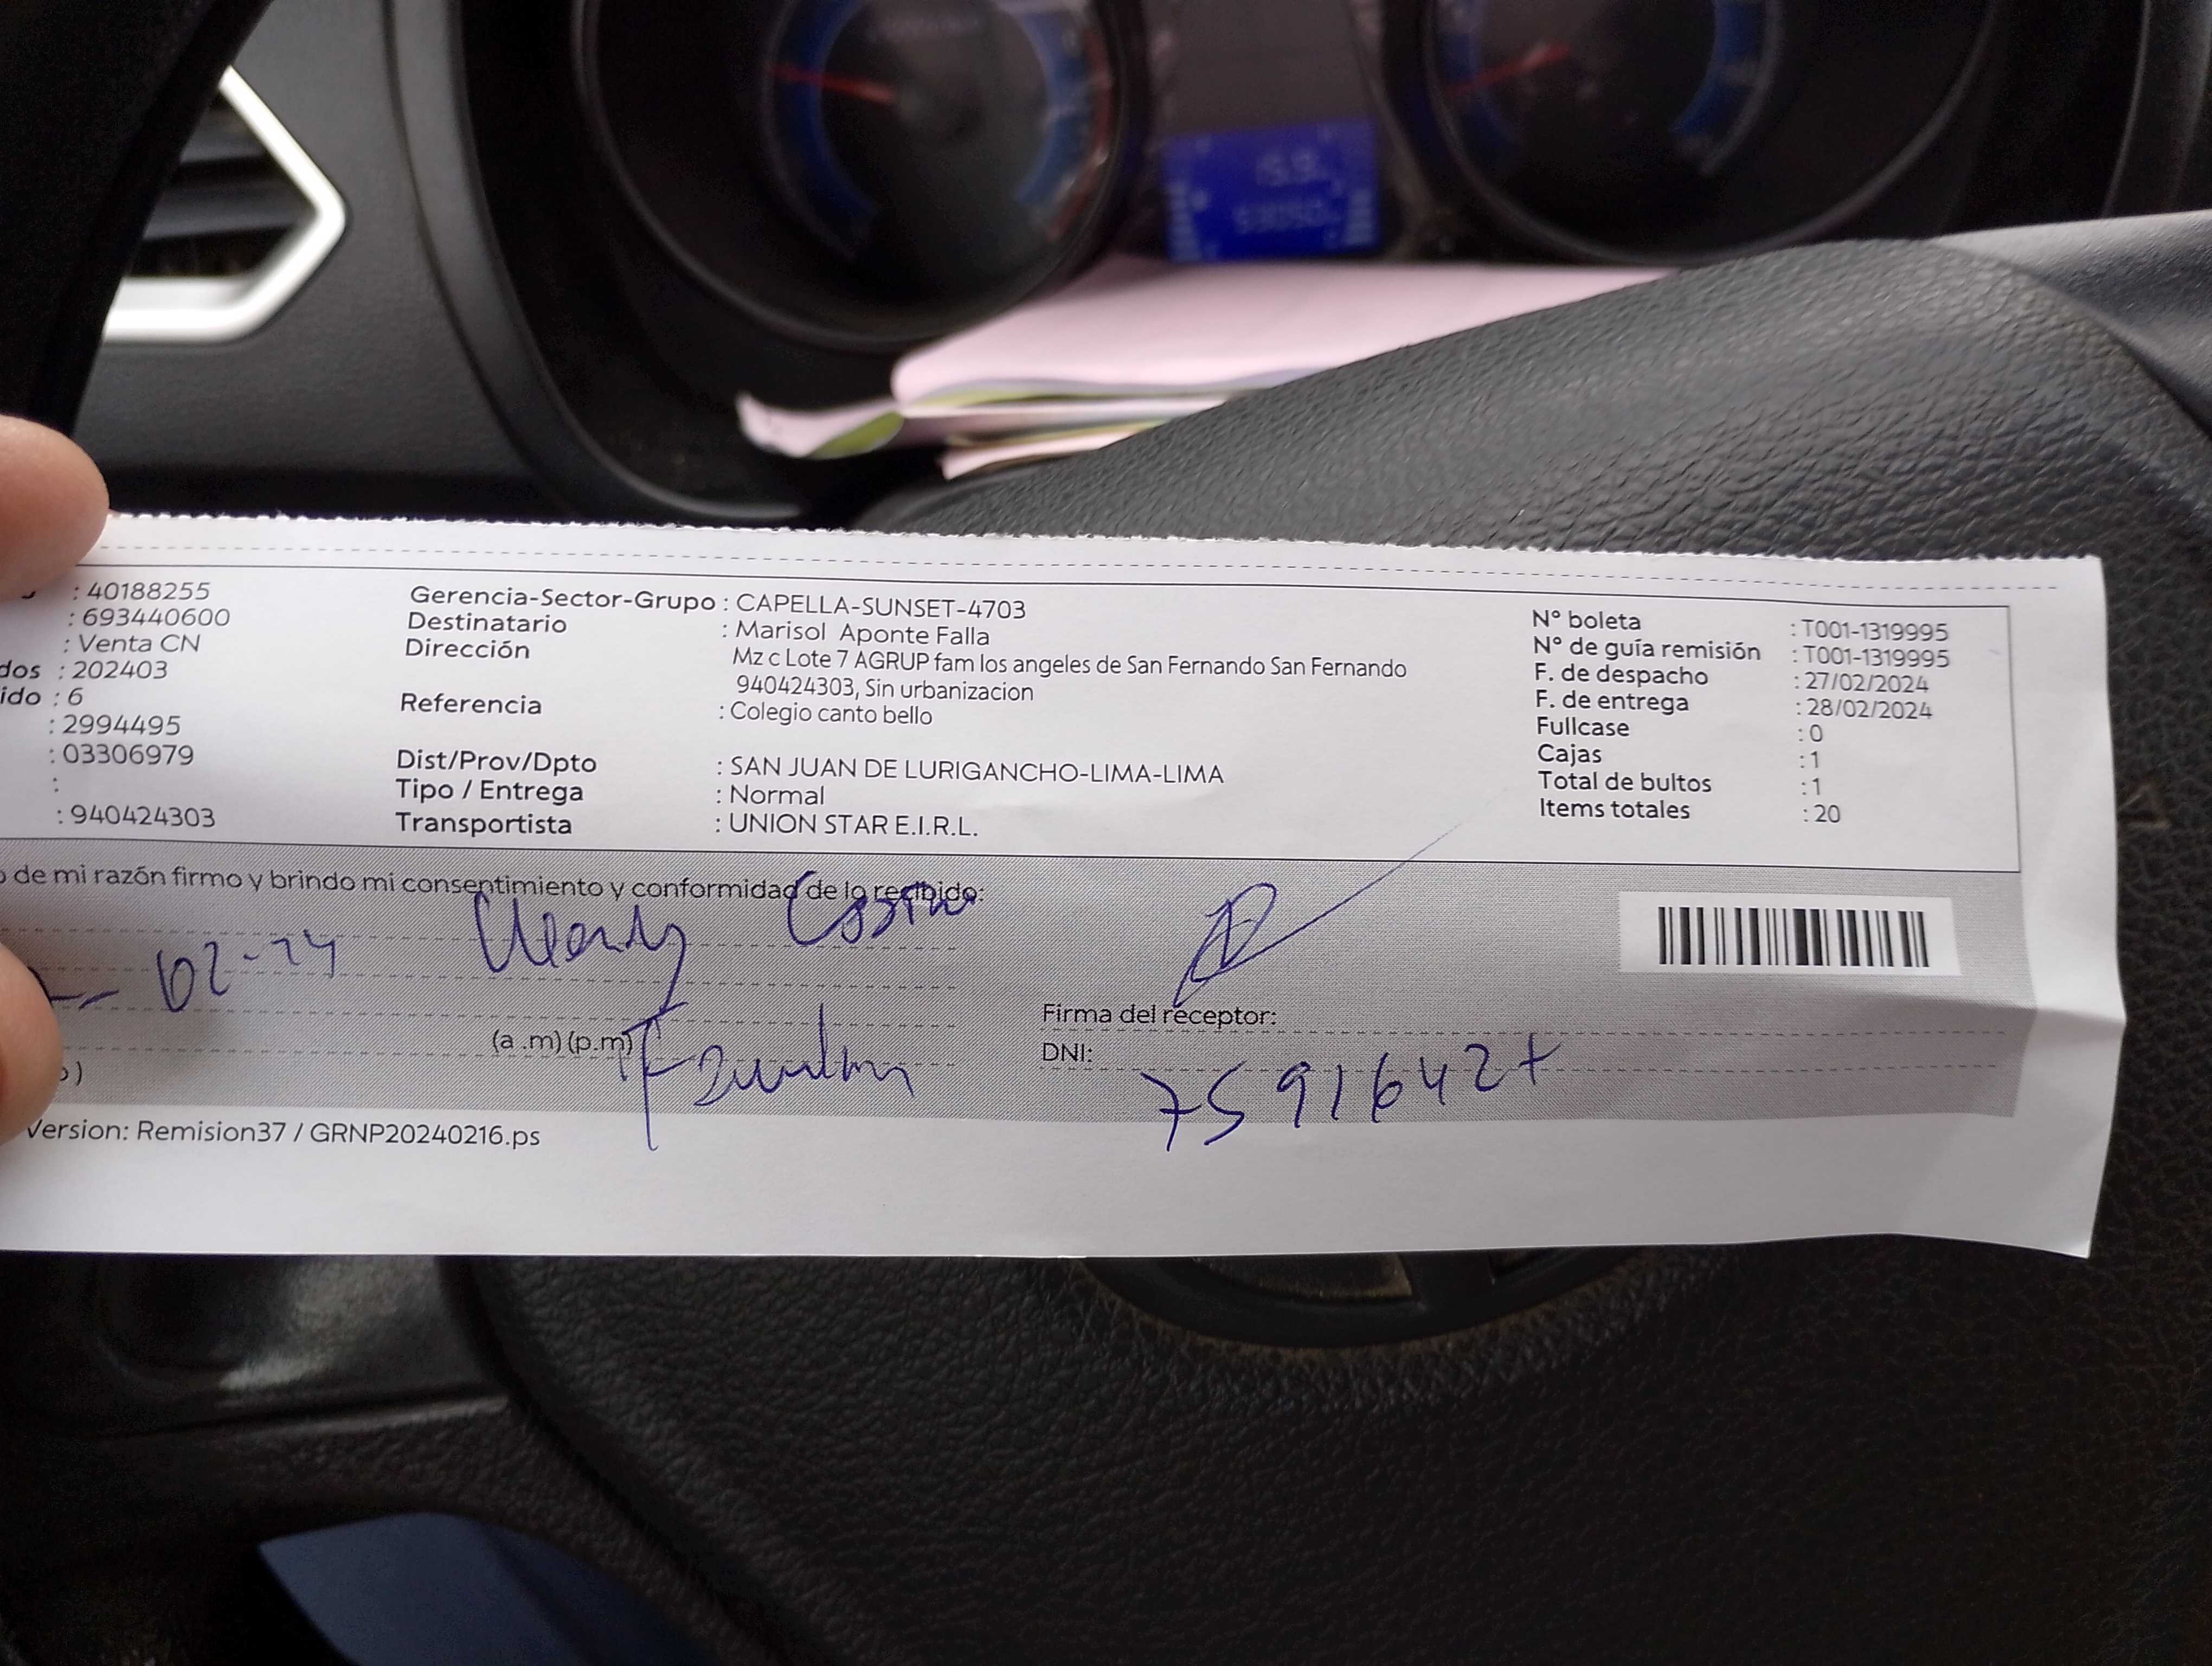 : 40188255
: 693440600
: Venta CN
dos : 202403
ido : 6
: 2994495
: 03306979
:
: 940424303
Gerencia-Sector-Grupo : CAPELLA-SUNSET-4703
Destinatario : Marisol Aponte Falla
Dirección Mz c Lote 7 AGRUP fam los angeles de San Fernando San Fernando
940424303, Sin urbanizacion
Referencia : Colegio canto bello
Dist/Prov/Dpto : SAN JUAN DE LURIGANCHO-LIMA-LIMA
Tipo / Entrega : Normal
Transportista : UNION STAR E.I.R.L.
N° boleta : T001-1319995
N° de guía remisión : T001-1319995
F. de despacho : 27/02/2024
F. de entrega : 28/02/2024
Fullcase : 0
Cajas : 1
Total de bultos : 1
Items totales : 20
o de mi razón firmo y brindo mi consentimiento y conformidad de lo recibido:
- 02-24
(a .m) (p.m)
Firma del receptor:
DNI: 75916427
Version: Remision37 / GRNP20240216.ps